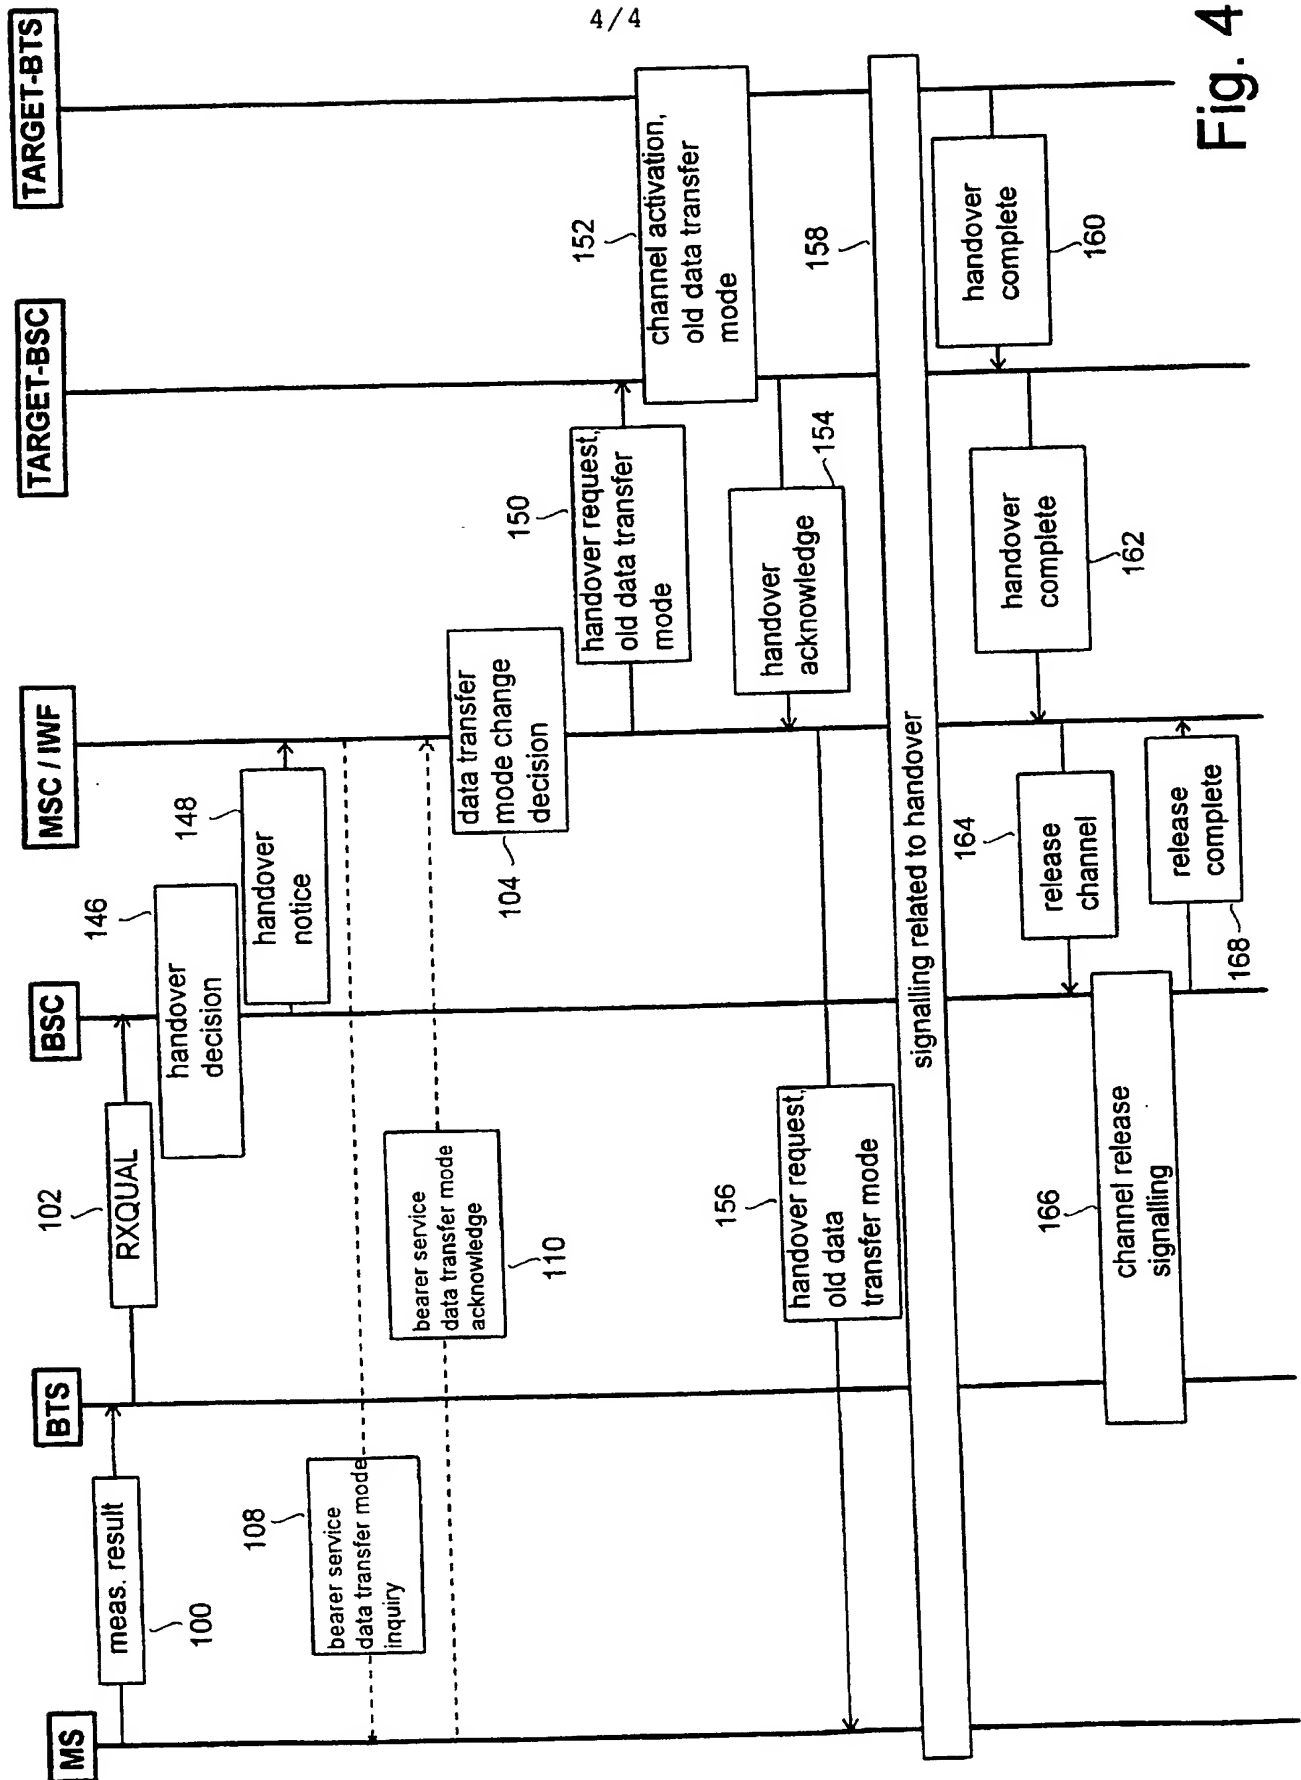 4/4
MS
BTS
BSC
MSC / IWF
TARGET-BSC
TARGET-BTS
meas. result
100
RXQUAL
102
handover
decision
146
handover
notice
148
bearer service
data transfer mode
inquiry
108
bearer service
data transfer mode
acknowledge
110
data transfer
mode change
decision
104
handover request,
old data transfer
mode
150
channel activation,
old data transfer
mode
152
handover
acknowledge
154
handover request,
old data
transfer mode
156
signalling related to handover
158
handover
complete
160
handover
complete
162
release
channel
164
channel release
signalling
166
release
complete
168
Fig. 4